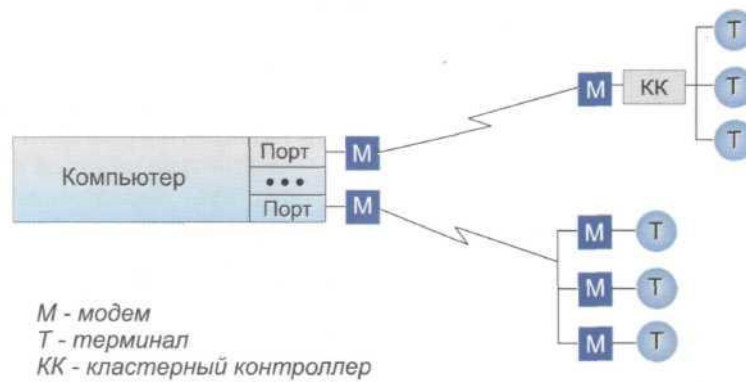 Т
М
КК
Т
Т
Порт
М
Компьютер
•••
Порт
М
М
Т
М
Т
М
Т
М - модем
Т - терминал
КК - кластерный контроллер